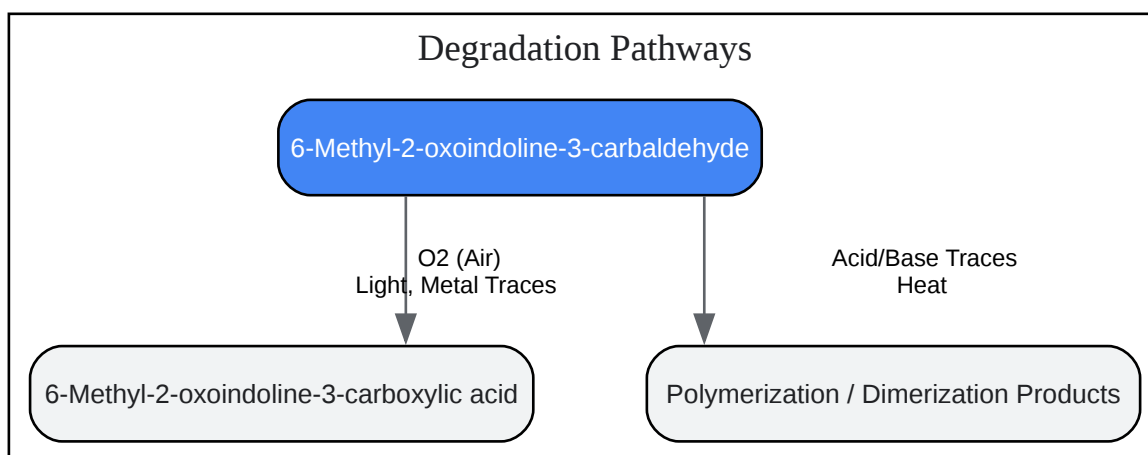 Degradation Pathways
6-Methyl-2-oxoindoline-3-carbaldehyde
O2 (Air)
Light, Metal Traces
Acid/Base Traces
Heat
6-Methyl-2-oxoindoline-3-carboxylic acid
Polymerization / Dimerization Products